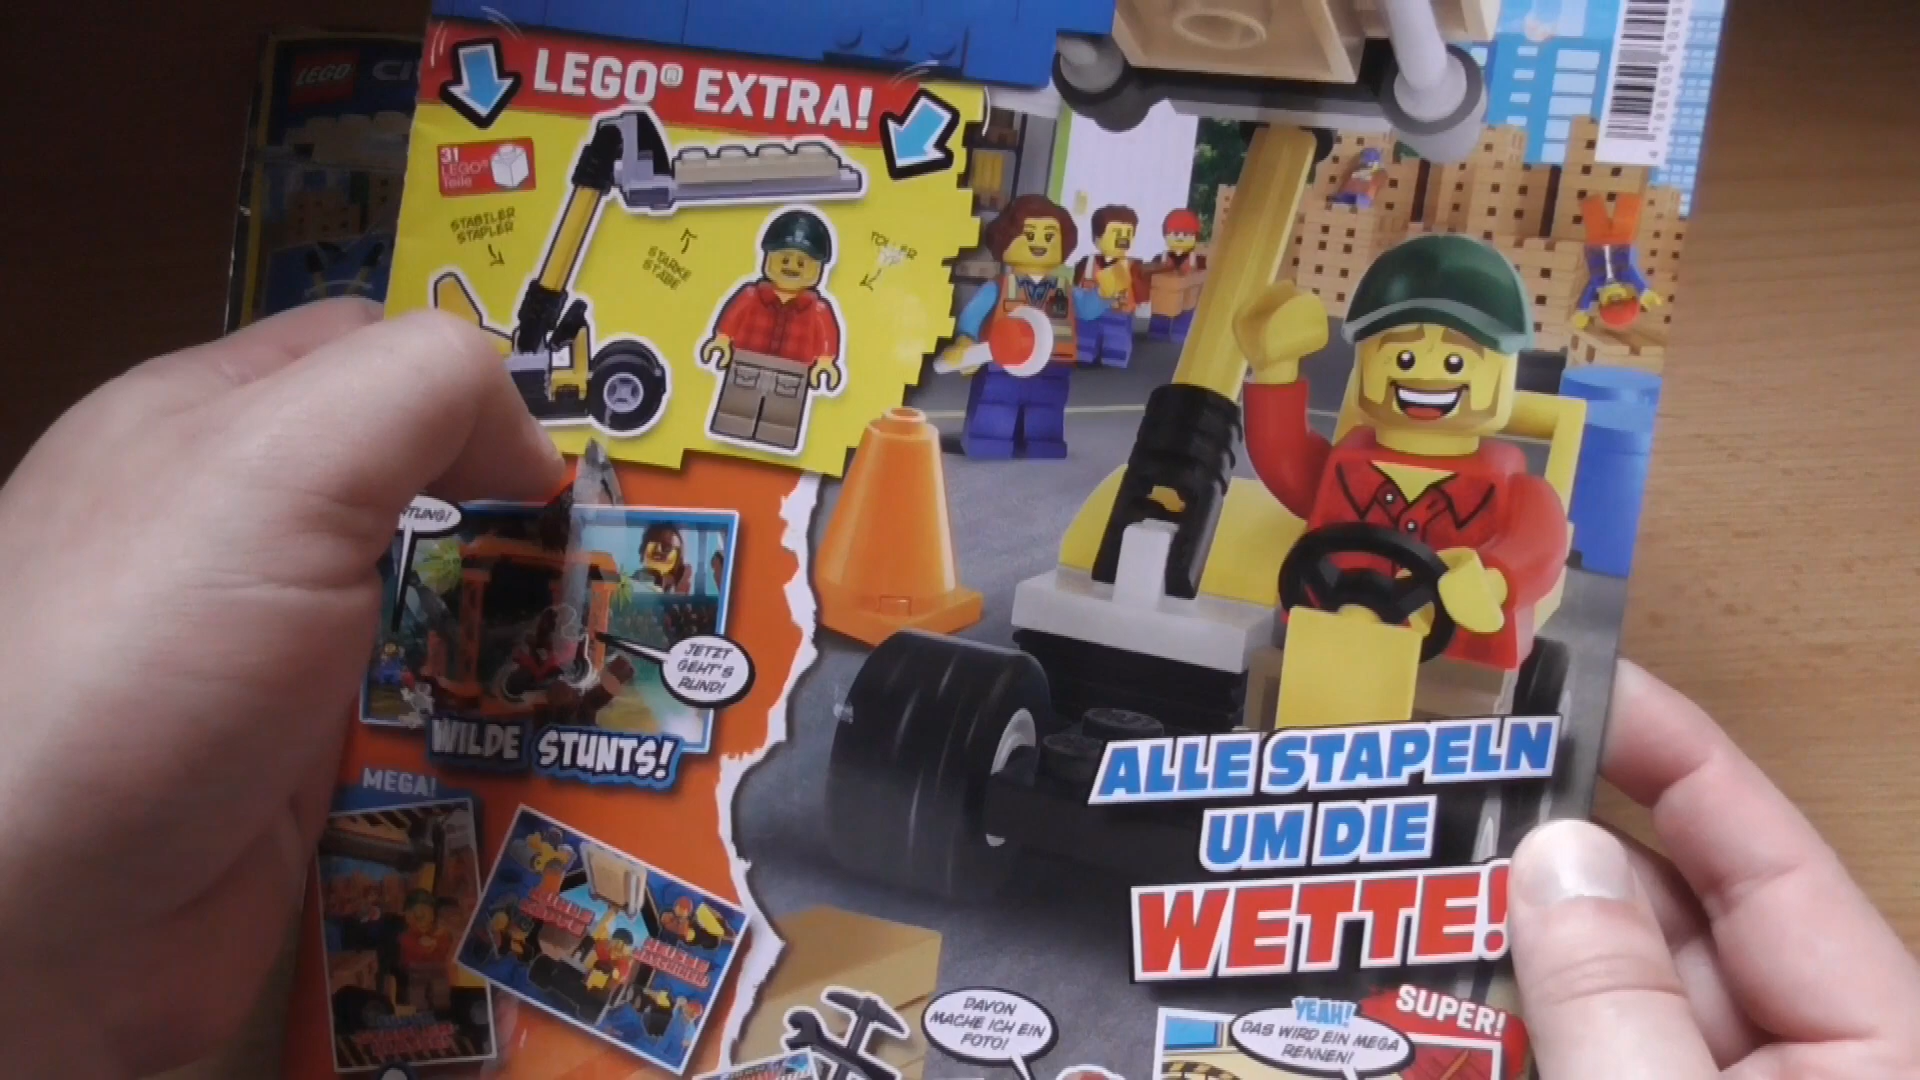 LEGO CI
LEGO® EXTRA!
31
LEGO®
Teile
STABILER
STAPLER
STARKE
STÄBE
WILDE STUNTS!
JETZT
GEHT'S
RUND!
MEGA!
ALLE STAPELN
UM DIE
WETTE!
DAVON
MACHE ICH EIN
FOTO!
YEAH!
DAS WIRD EIN MEGA
RENNEN!
SUPER!